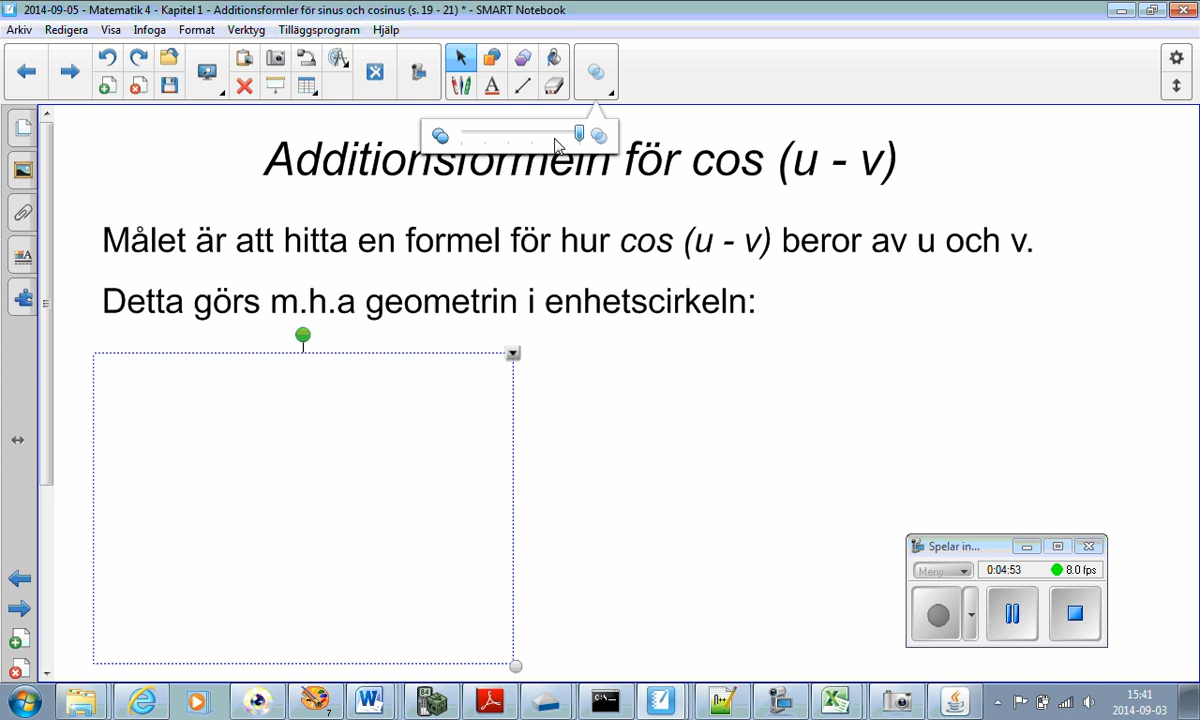 2014-09-05 - Matematik 4 - Kapitel 1 - Additionsformler för sinus och cosinus (s. 19 - 21) * - SMART Notebook
Arkiv Redigera Visa Infoga Format Verktyg Tilläggsprogram Hjälp
Additionsformeln för cos (u - v)
Målet är att hitta en formel för hur cos (u - v) beror av u och v.
Detta görs m.h.a geometrin i enhetscirkeln:
Spelar in...
Meny 0:04:53 8.0 fps
15:41
2014-09-03